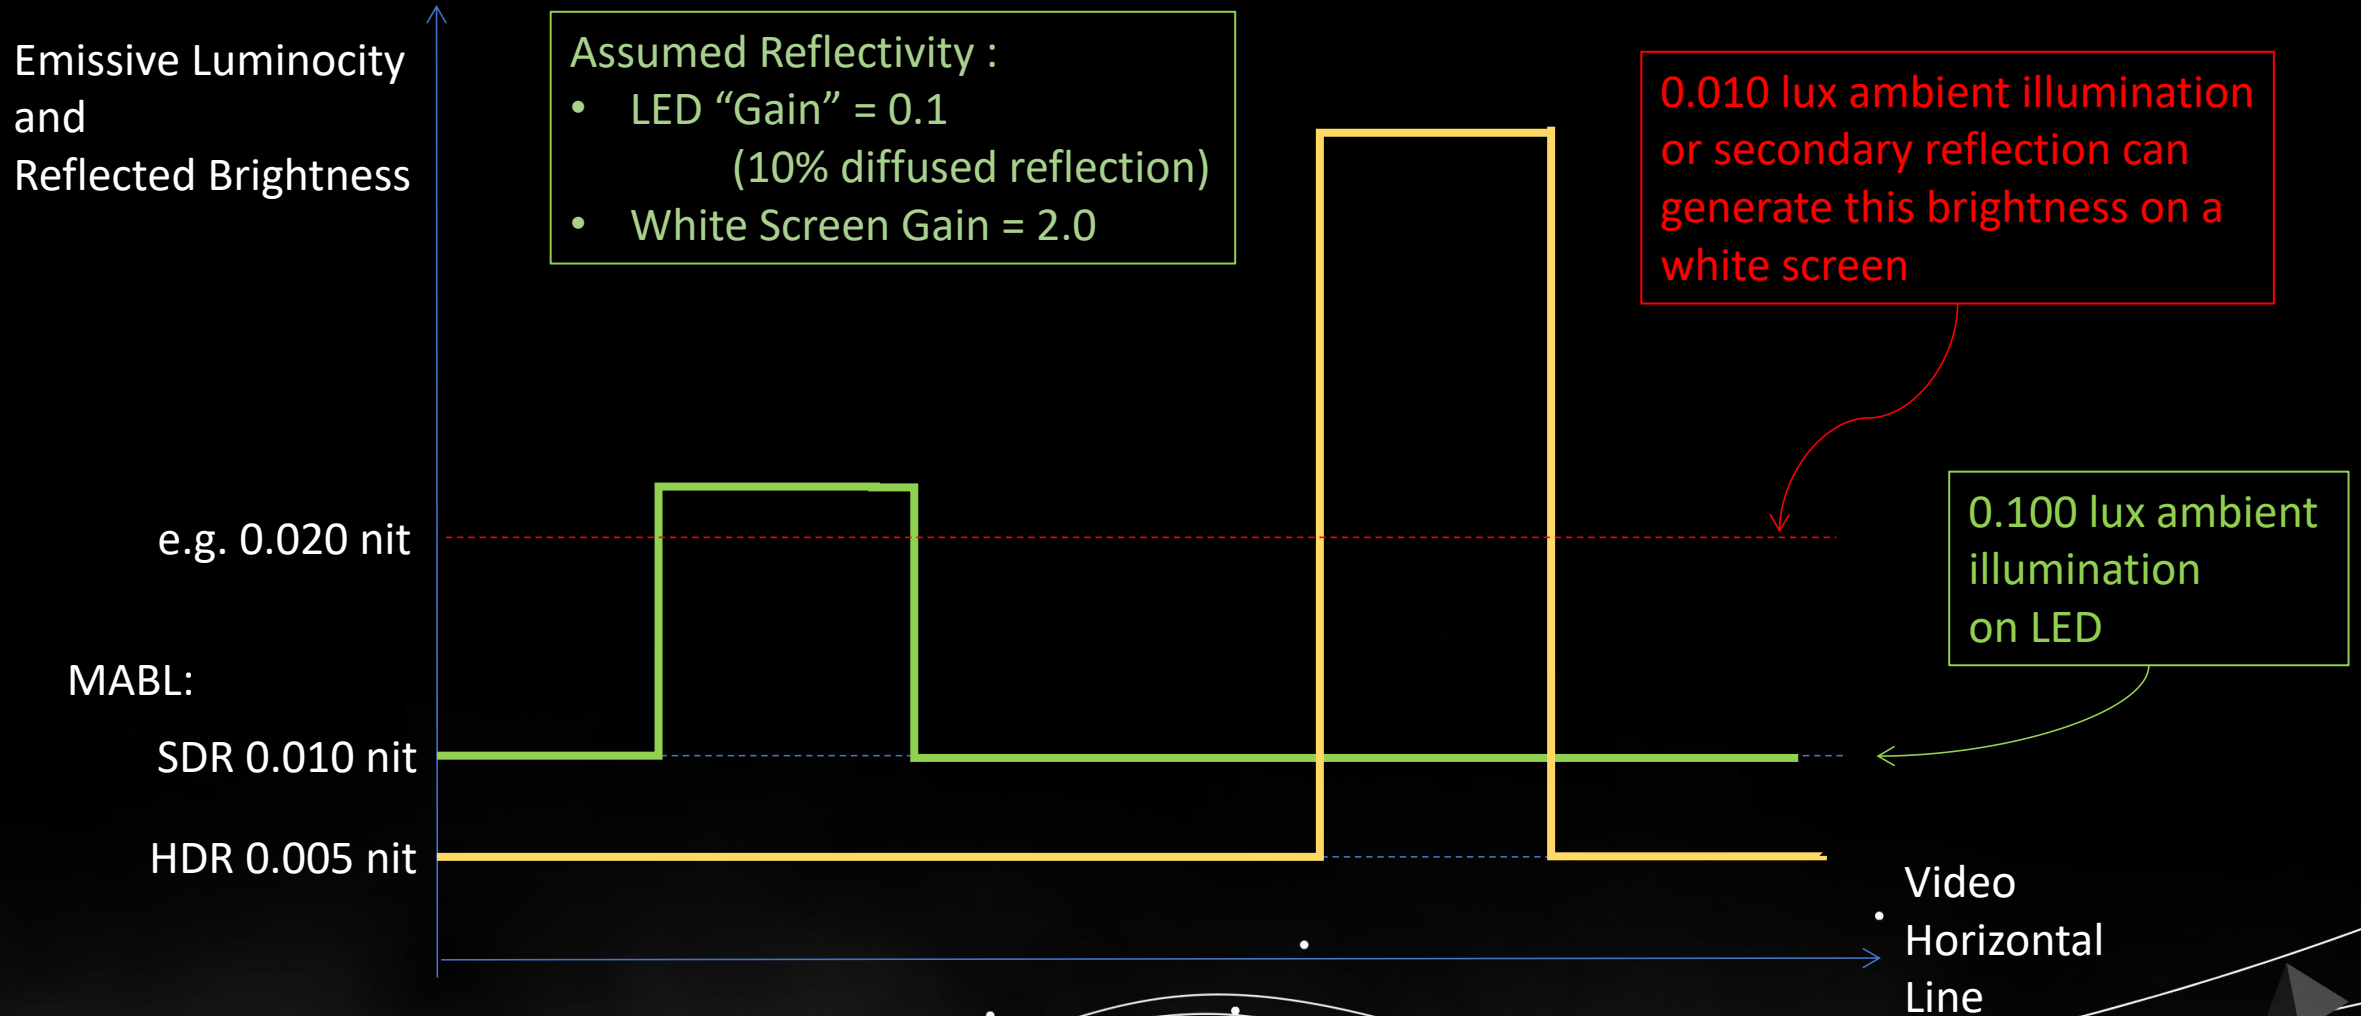 Emissive Luminocity
and
Reflected Brightness
Assumed Reflectivity :
• LED “Gain” = 0.1
(10% diffused reflection)
• White Screen Gain = 2.0
0.010 lux ambient illumination
or secondary reflection can
generate this brightness on a
white screen
e.g. 0.020 nit
0.100 lux ambient
illumination
on LED
MABL:
SDR 0.010 nit
HDR 0.005 nit
Video
Horizontal
Line